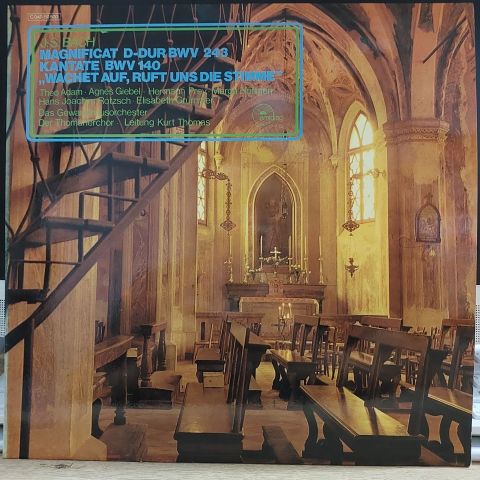 J. S. BACH
MAGNIFICAT D-DUR BWV 243
KANTATE BWV 140
„WACHET AUF, RUFT UNS DIE STIMME"
Theo Adam · Agnes Giebel · Hermann Prey · Marga Höffgen
Hans Joachim Rotzsch · Elisabeth Grümmer
Das Gewandhausorchester
Der Thomanerchor · Leitung Kurt Thomas